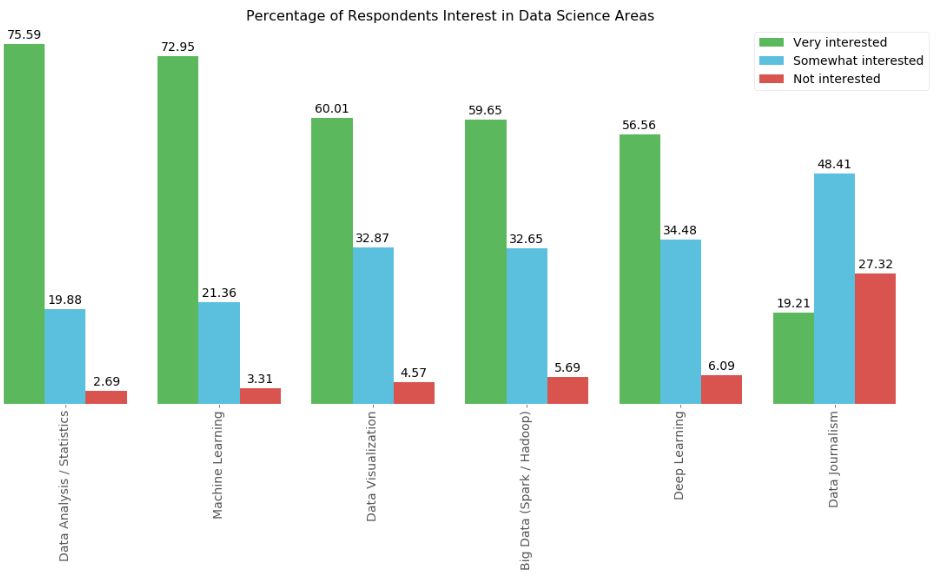 Percentage of Respondents Interest in Data Science Areas
Very interested
Somewhat interested
Not interested
75.59
19.88
2.69
72.95
21.36
3.31
60.01
32.87
4.57
59.65
32.65
5.69
56.56
34.48
6.09
19.21
48.41
27.32
Data Analysis / Statistics
Machine Learning
Data Visualization
Big Data (Spark / Hadoop)
Deep Learning
Data Journalism